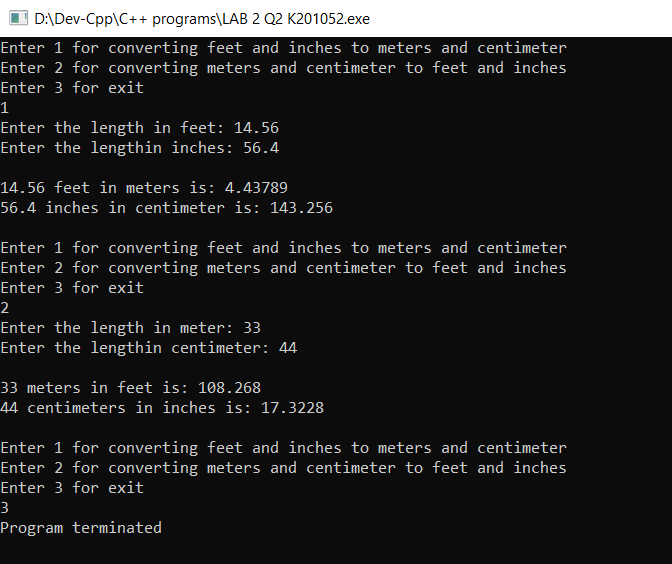 D:\Dev-Cpp\C++ programs\LAB 2 Q2 K201052.exe
Enter 1 for converting feet and inches to meters and centimeter
Enter 2 for converting meters and centimeter to feet and inches
Enter 3 for exit
1
Enter the length in feet: 14.56
Enter the lengthin inches: 56.4
14.56 feet in meters is: 4.43789
56.4 inches in centimeter is: 143.256
Enter 1 for converting feet and inches to meters and centimeter
Enter 2 for converting meters and centimeter to feet and inches
Enter 3 for exit
2
Enter the length in meter: 33
Enter the lengthin centimeter: 44
33 meters in feet is: 108.268
44 centimeters in inches is: 17.3228
Enter 1 for converting feet and inches to meters and centimeter
Enter 2 for converting meters and centimeter to feet and inches
Enter 3 for exit
3
Program terminated